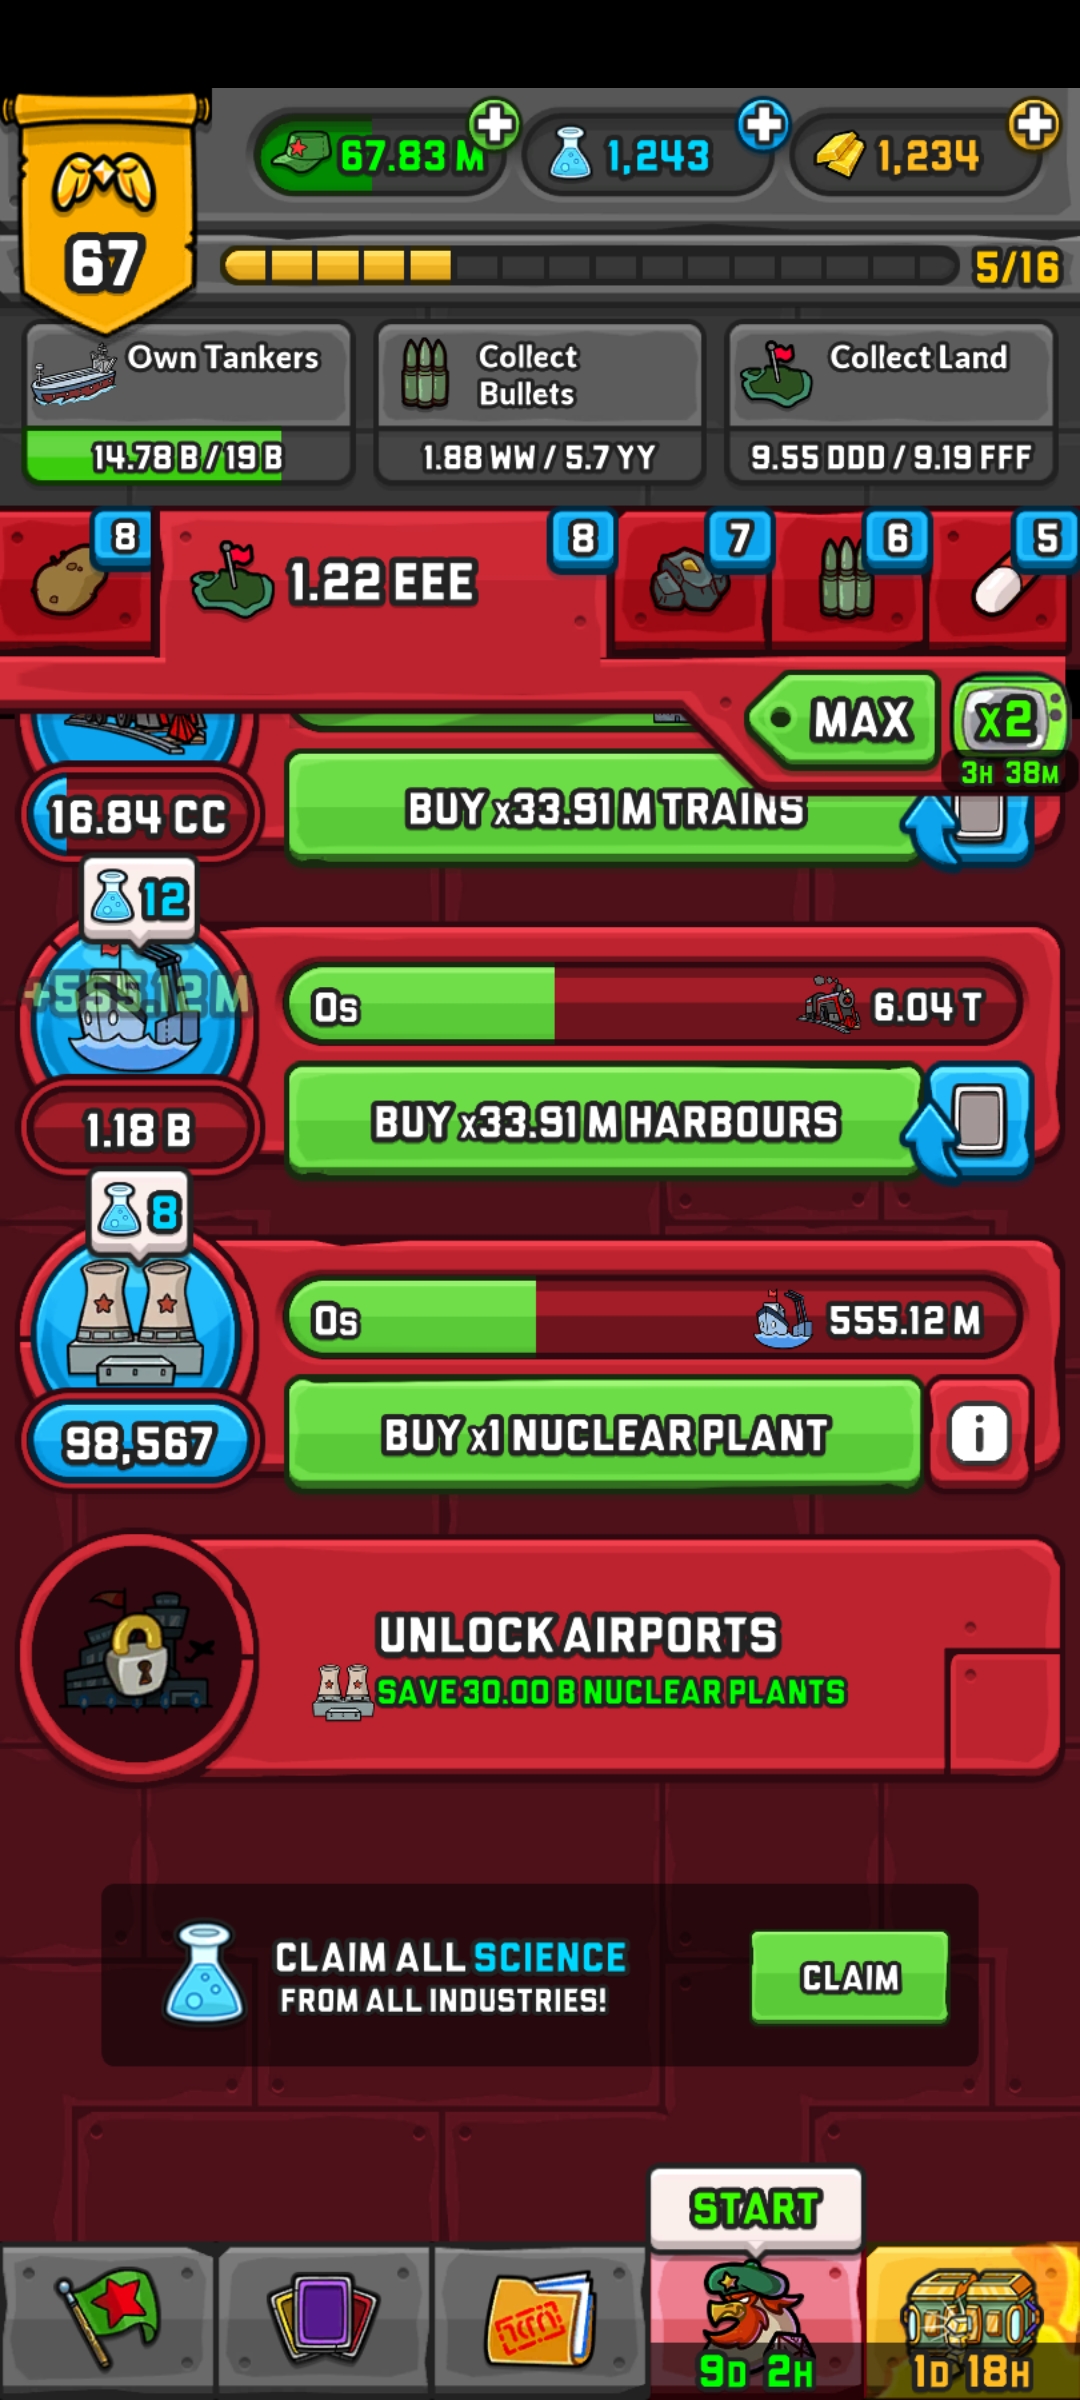 67.83 M
1,243
1,234
67
5/16
Own Tankers
14.78 B / 19 B
Collect
Bullets
1.88 WW / 5.7 YY
Collect Land
9.55 DDD / 9.19 FFF
8
1.22 EEE
8
7
6
5
MAX
x2
3H 38M
16.84 CC
BUY x33.91 M TRAINS
12
+555.12 M
0s
6.04 T
1.18 B
BUY x33.91 M HARBOURS
8
0s
555.12 M
98,567
BUY x1 NUCLEAR PLANT
i
UNLOCK AIRPORTS
SAVE 30.00 B NUCLEAR PLANTS
CLAIM ALL SCIENCE
FROM ALL INDUSTRIES!
CLAIM
START
9D 2H
1D 18H